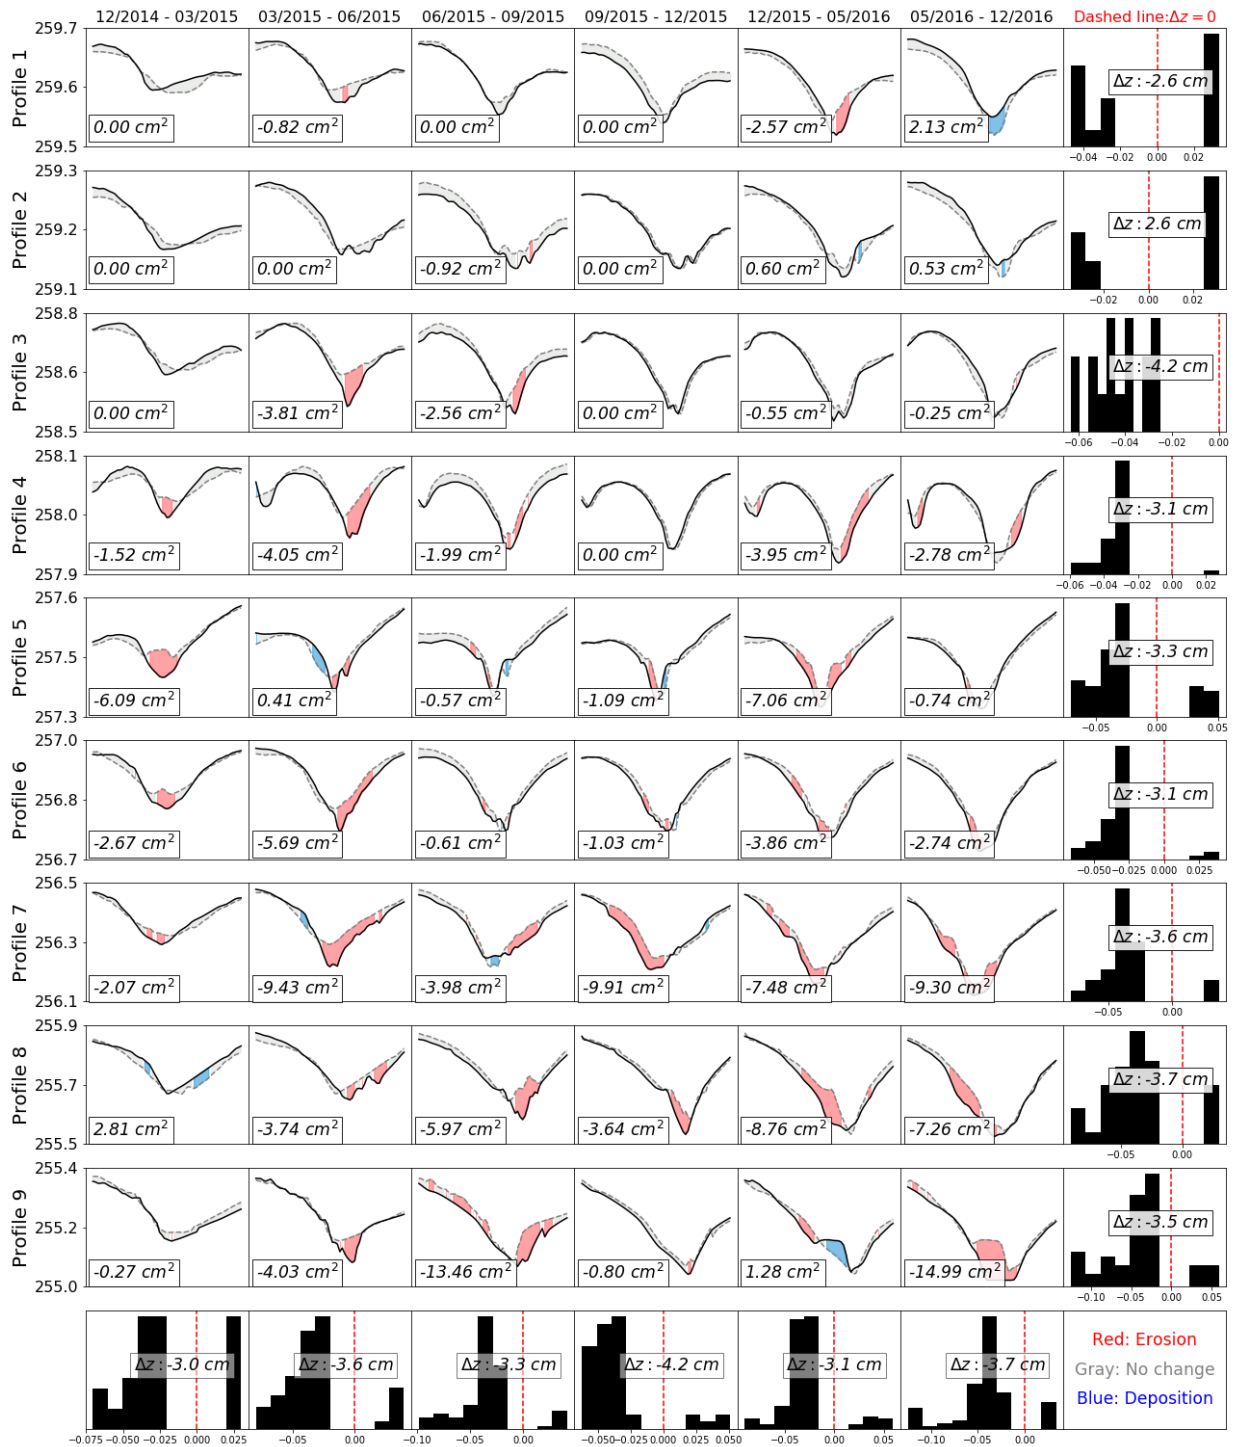 12/2014 - 03/2015 03/2015 - 06/2015 06/2015 - 09/2015 09/2015 - 12/2015 12/2015 - 05/2016 05/2016 - 12/2016 Dashed line:Δz = 0
Profile 1
259.7
259.6
259.5
0.00 cm² -0.82 cm² 0.00 cm² 0.00 cm² -2.57 cm² 2.13 cm² Δz:-2.6 cm
−0.04 −0.02 0.00 0.02
Profile 2
259.3
259.2
259.1
0.00 cm² 0.00 cm² -0.92 cm² 0.00 cm² 0.60 cm² 0.53 cm² Δz:2.6 cm
−0.02 0.00 0.02
Profile 3
258.8
258.6
258.5
0.00 cm² -3.81 cm² -2.56 cm² 0.00 cm² -0.55 cm² -0.25 cm² Δz:-4.2 cm
−0.06 −0.04 −0.02 0.00
Profile 4
258.1
258.0
257.9
-1.52 cm² -4.05 cm² -1.99 cm² 0.00 cm² -3.95 cm² -2.78 cm² Δz:-3.1 cm
−0.06 −0.04 −0.02 0.00 0.02
Profile 5
257.6
257.5
257.3
-6.09 cm² 0.41 cm² -0.57 cm² -1.09 cm² -7.06 cm² -0.74 cm² Δz:-3.3 cm
−0.05 0.00 0.05
Profile 6
257.0
256.8
256.7
-2.67 cm² -5.69 cm² -0.61 cm² -1.03 cm² -3.86 cm² -2.74 cm² Δz:-3.1 cm
−0.050 −0.025 0.000 0.025
Profile 7
256.5
256.3
256.1
-2.07 cm² -9.43 cm² -3.98 cm² -9.91 cm² -7.48 cm² -9.30 cm² Δz:-3.6 cm
−0.05 0.00
Profile 8
255.9
255.7
255.5
2.81 cm² -3.74 cm² -5.97 cm² -3.64 cm² -8.76 cm² -7.26 cm² Δz:-3.7 cm
−0.05 0.00
Profile 9
255.4
255.2
255.0
-0.27 cm² -4.03 cm² -13.46 cm² -0.80 cm² 1.28 cm² -14.99 cm² Δz:-3.5 cm
−0.10 −0.05 0.00 0.05
Δz:-3.0 cm Δz:-3.6 cm Δz:-3.3 cm Δz:-4.2 cm Δz:-3.1 cm Δz:-3.7 cm
Red: Erosion
Gray: No change
Blue: Deposition
−0.075 −0.050 −0.025 0.000 0.025 −0.05 0.00 −0.10 −0.05 0.00 −0.050 −0.025 0.000 0.025 0.050 −0.05 0.00 0.05 −0.10 −0.05 0.00